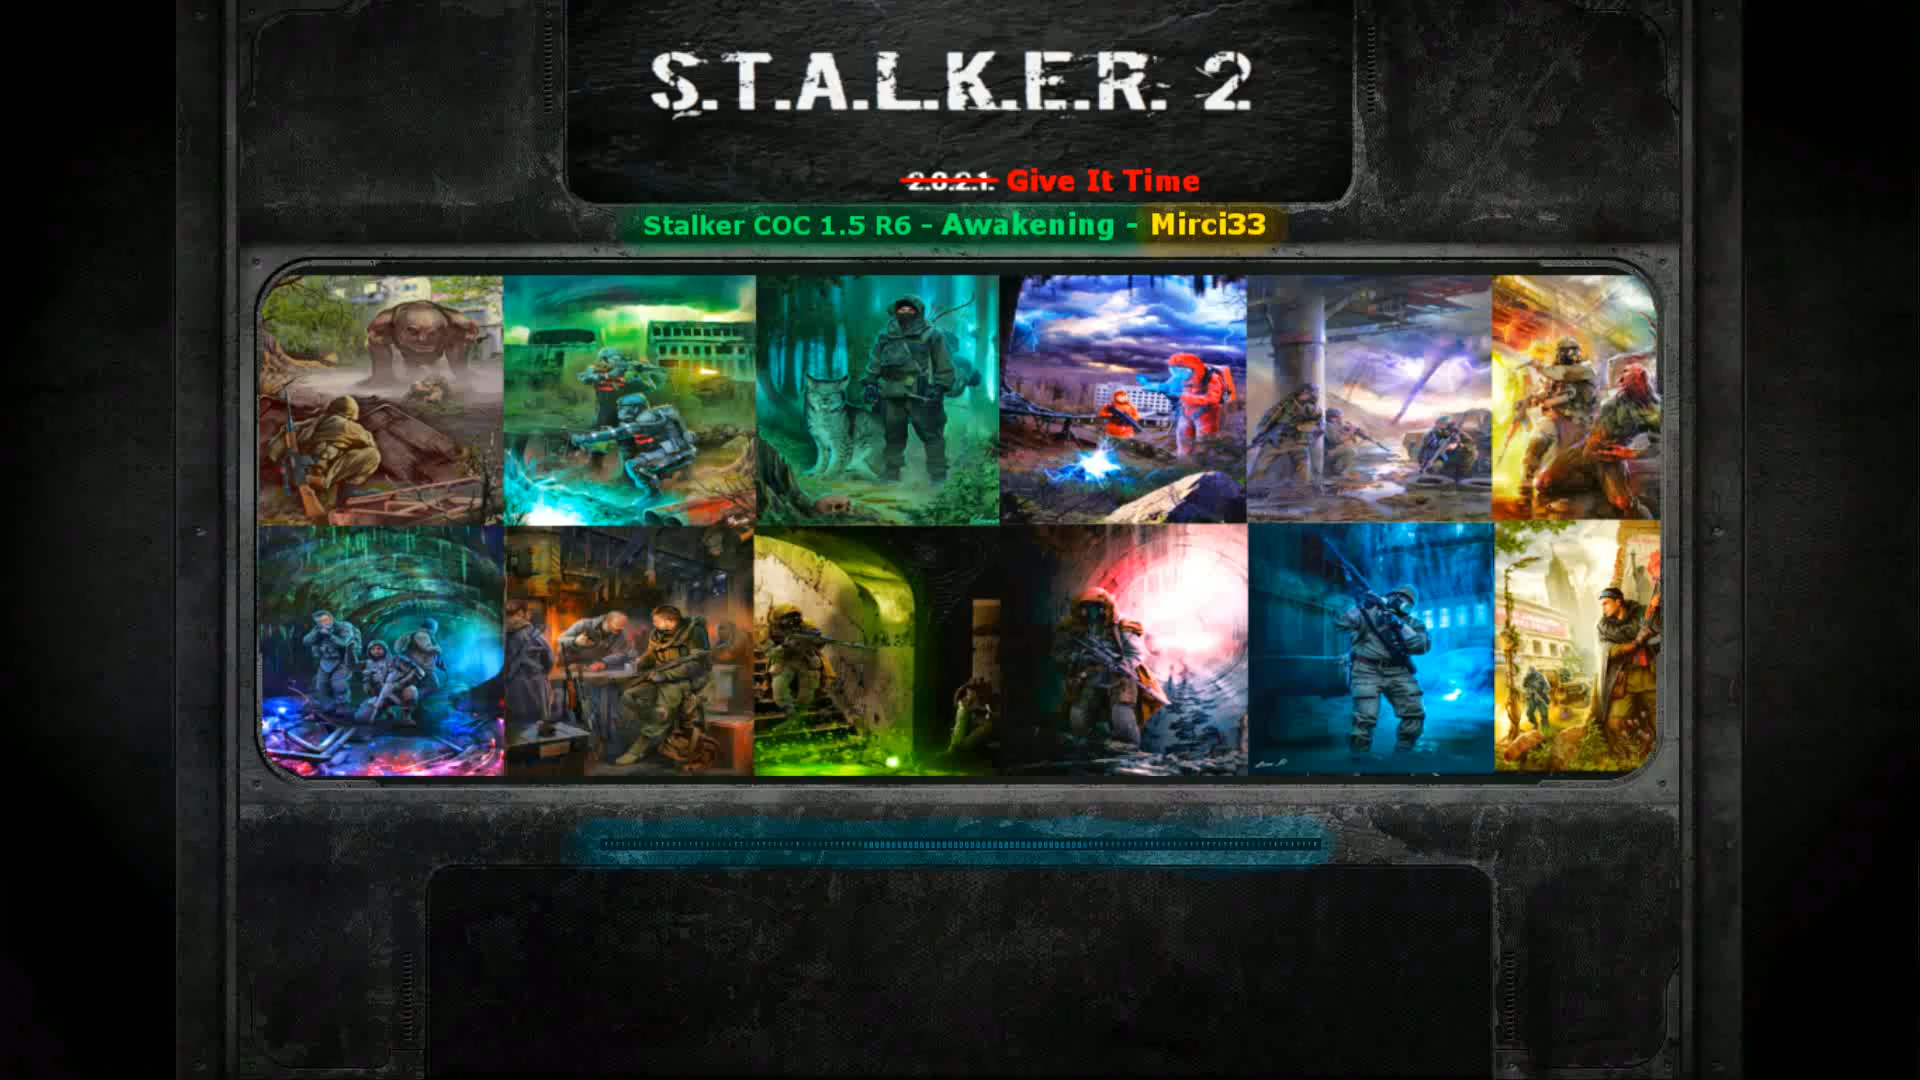 S.T.A.L.K.E.R. 2
2.0.2.1. Give It Time
Stalker COC 1.5 R6 - Awakening - Mirci33